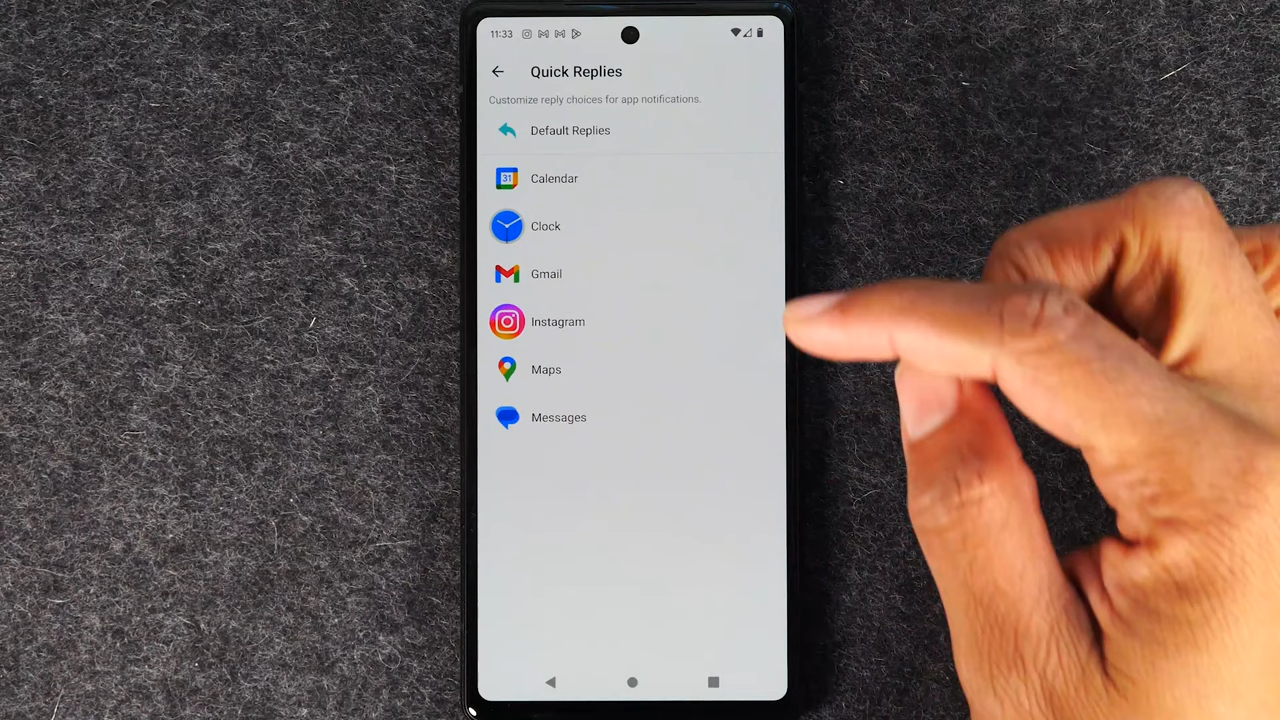 11:33
Quick Replies
Customize reply choices for app notifications.
Default Replies
31
Calendar
Clock
Gmail
Instagram
Maps
Messages